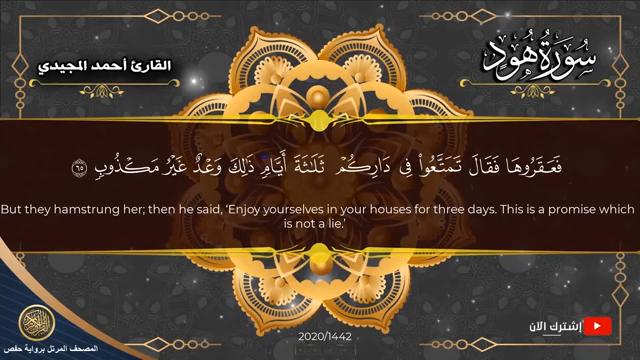 القارئ أحمد المجيدي
سُورَةُ هُود
فَعَقَرُوهَا فَقَالَ تَمَتَّعُوا۟ فِى دَارِكُمْ ثَلَـٰثَةَ أَيَّامٍ ذَٰلِكَ وَعْدٌ غَيْرُ مَكْذُوبٍ ٦٥
But they hamstrung her; then he said, ‘Enjoy yourselves in your houses for three days. This is a promise which
is not a lie.’
إشترك الآن
2020/1442
المصحف المرتل برواية حفص